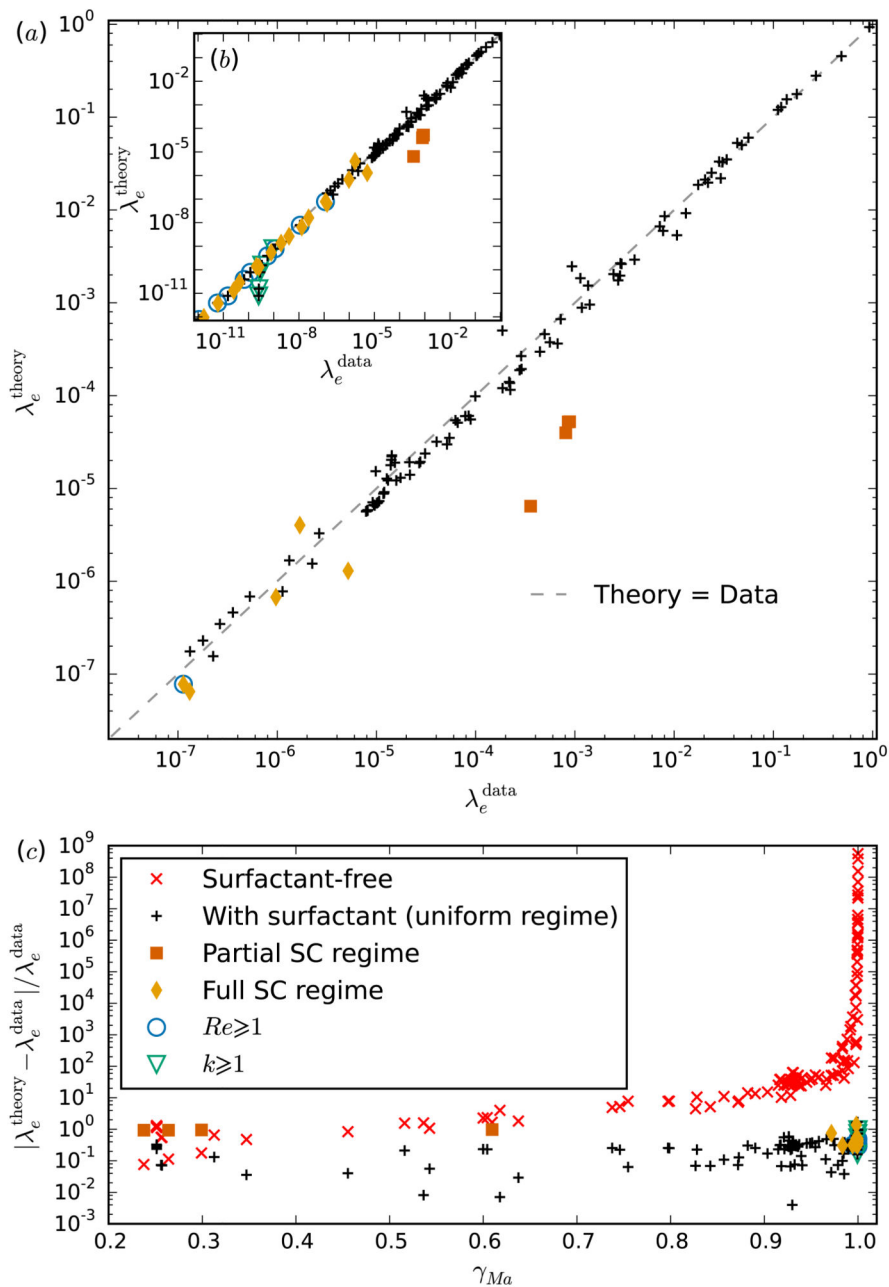 (a)
10^0
10^-1
10^-2
10^-3
10^-4
10^-5
10^-6
10^-7
λ_e^theory
(b)
10^-2
10^-5
10^-8
10^-11
λ_e^theory
10^-11 10^-8 10^-5 10^-2
λ_e^data
Theory = Data
10^-7 10^-6 10^-5 10^-4 10^-3 10^-2 10^-1 10^0
λ_e^data
(c)
10^9
10^8
10^7
10^6
10^5
10^4
10^3
10^2
10^1
10^0
10^-1
10^-2
10^-3
|λ_e^theory − λ_e^data|/λ_e^data
Surfactant-free
With surfactant (uniform regime)
Partial SC regime
Full SC regime
Re⩾1
k⩾1
0.2 0.3 0.4 0.5 0.6 0.7 0.8 0.9 1.0
γ_Ma